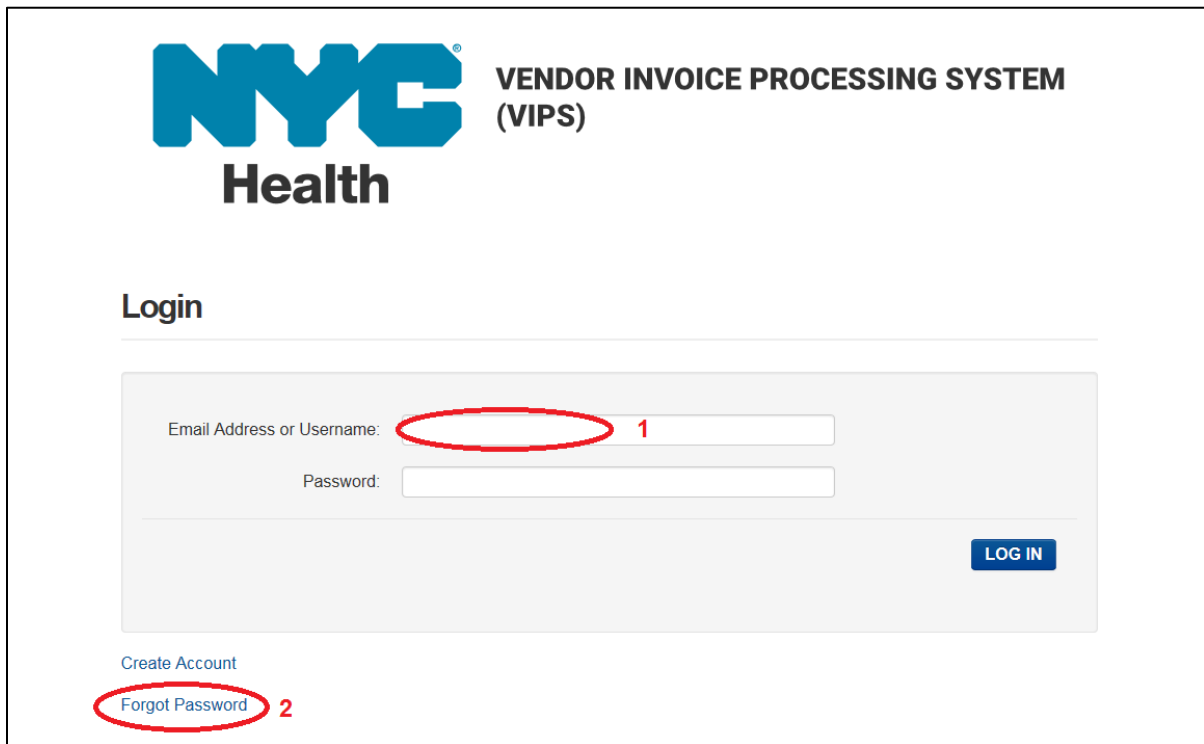 NYC®
Health
VENDOR INVOICE PROCESSING SYSTEM
(VIPS)
Login
Email Address or Username: 1
Password:
LOG IN
Create Account
Forgot Password 2